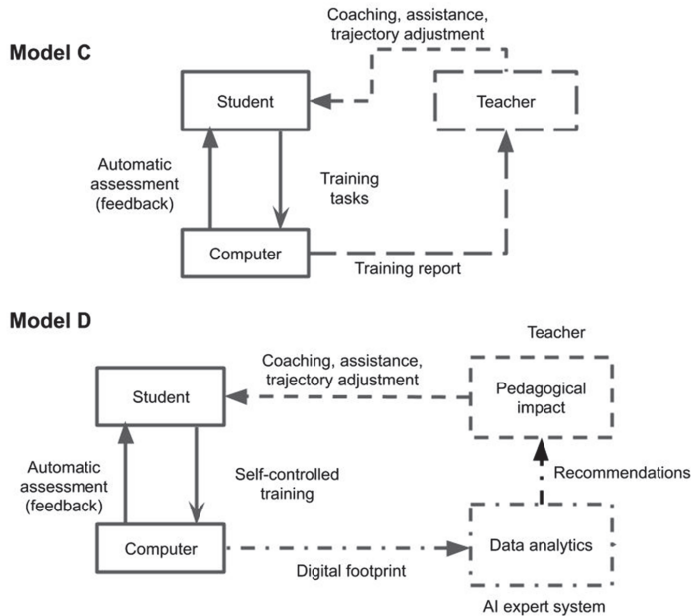 Model C
Coaching, assistance,
trajectory adjustment
Student
Teacher
Automatic
assessment
(feedback)
Training
tasks
Computer
Training report
Model D
Teacher
Coaching, assistance,
trajectory adjustment
Student
Pedagogical
impact
Automatic
assessment
(feedback)
Self-controlled
training
Recommendations
Computer
Digital footprint
Data analytics
AI expert system